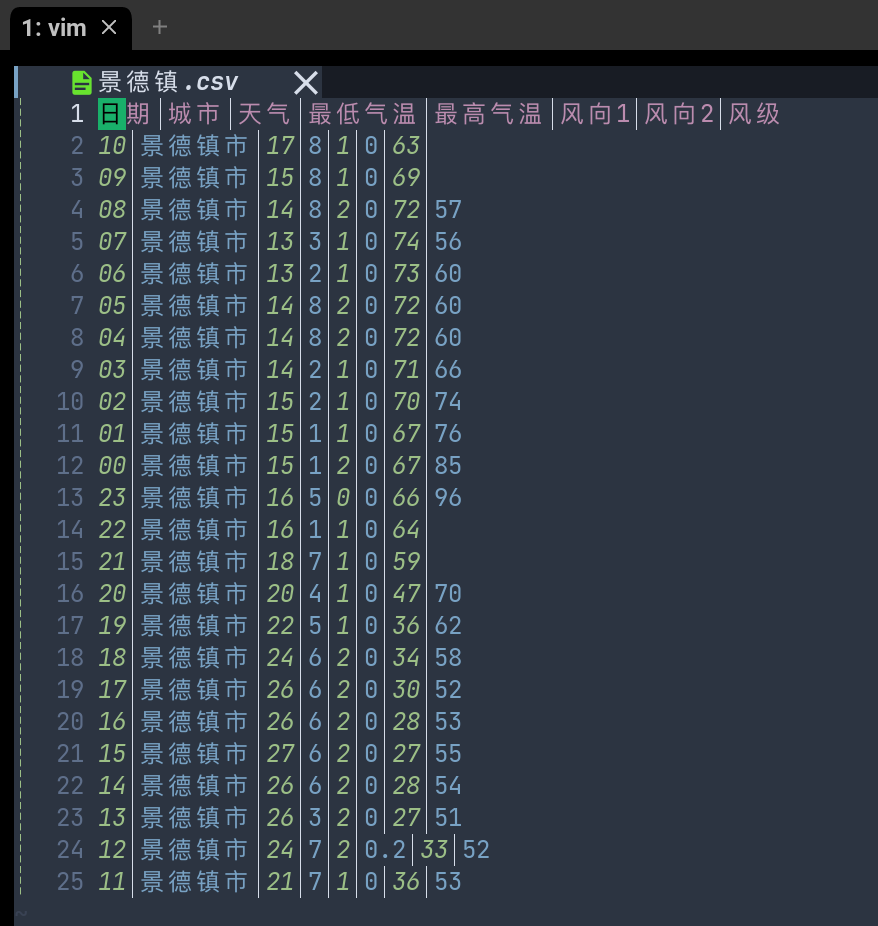 1: vim × +
景德镇.csv ×
1 日期|城市|天气|最低气温|最高气温|风向1|风向2|风级
2 10|景德镇市|17|8|1|0|63|
3 09|景德镇市|15|8|1|0|69|
4 08|景德镇市|14|8|2|0|72|57
5 07|景德镇市|13|3|1|0|74|56
6 06|景德镇市|13|2|1|0|73|60
7 05|景德镇市|14|8|2|0|72|60
8 04|景德镇市|14|8|2|0|72|60
9 03|景德镇市|14|2|1|0|71|66
10 02|景德镇市|15|2|1|0|70|74
11 01|景德镇市|15|1|1|0|67|76
12 00|景德镇市|15|1|2|0|67|85
13 23|景德镇市|16|5|0|0|66|96
14 22|景德镇市|16|1|1|0|64|
15 21|景德镇市|18|7|1|0|59|
16 20|景德镇市|20|4|1|0|47|70
17 19|景德镇市|22|5|1|0|36|62
18 18|景德镇市|24|6|2|0|34|58
19 17|景德镇市|26|6|2|0|30|52
20 16|景德镇市|26|6|2|0|28|53
21 15|景德镇市|27|6|2|0|27|55
22 14|景德镇市|26|6|2|0|28|54
23 13|景德镇市|26|3|2|0|27|51
24 12|景德镇市|24|7|2|0.2|33|52
25 11|景德镇市|21|7|1|0|36|53
~